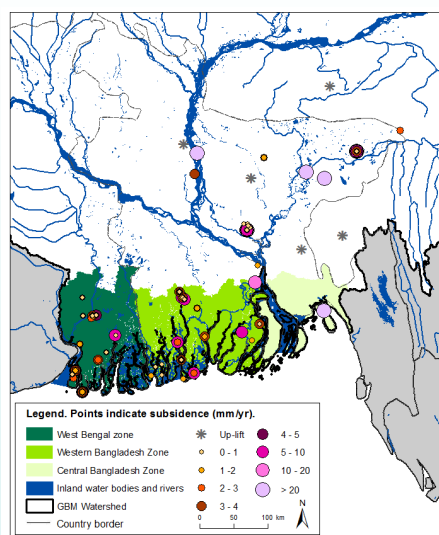 Legend. Points indicate subsidence (mm/yr).
West Bengal zone
Western Bangladesh Zone
Central Bangladesh Zone
Inland water bodies and rivers
GBM Watershed
Country border
Up-lift
0 - 1
1 -2
2 - 3
3 - 4
4 - 5
5 - 10
10 - 20
> 20
0 50 100 km
N